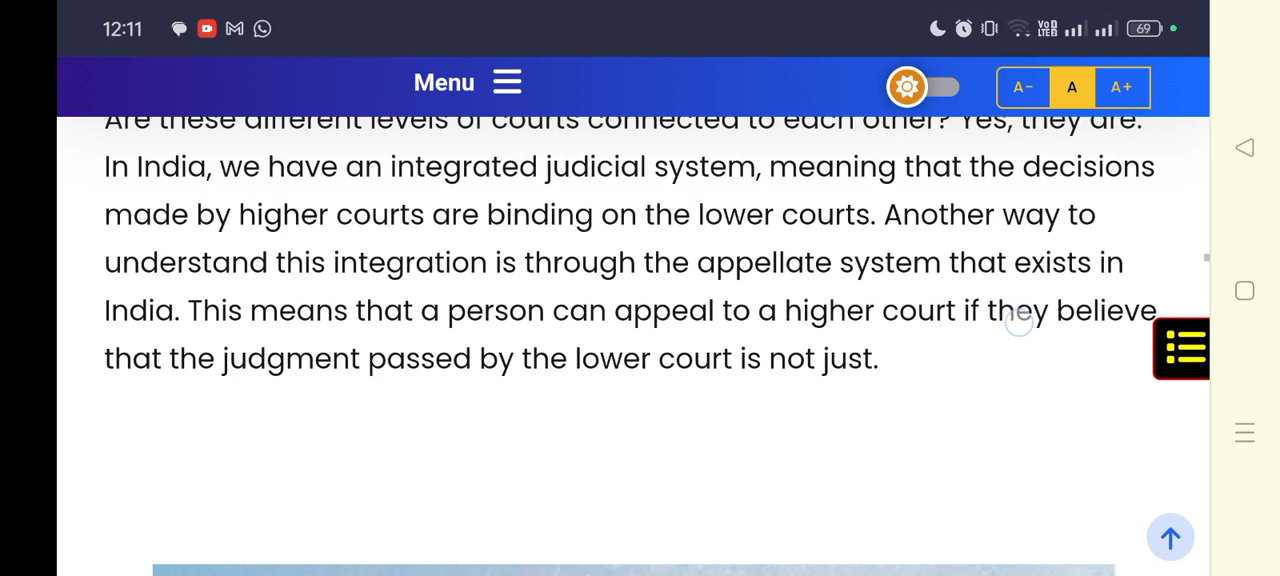 12:11
VoD LTE2
69
Menu
A-
A
A+
Are these different levels of courts connected to each other? Yes, they are.
In India, we have an integrated judicial system, meaning that the decisions
made by higher courts are binding on the lower courts. Another way to
understand this integration is through the appellate system that exists in
India. This means that a person can appeal to a higher court if they believe
that the judgment passed by the lower court is not just.